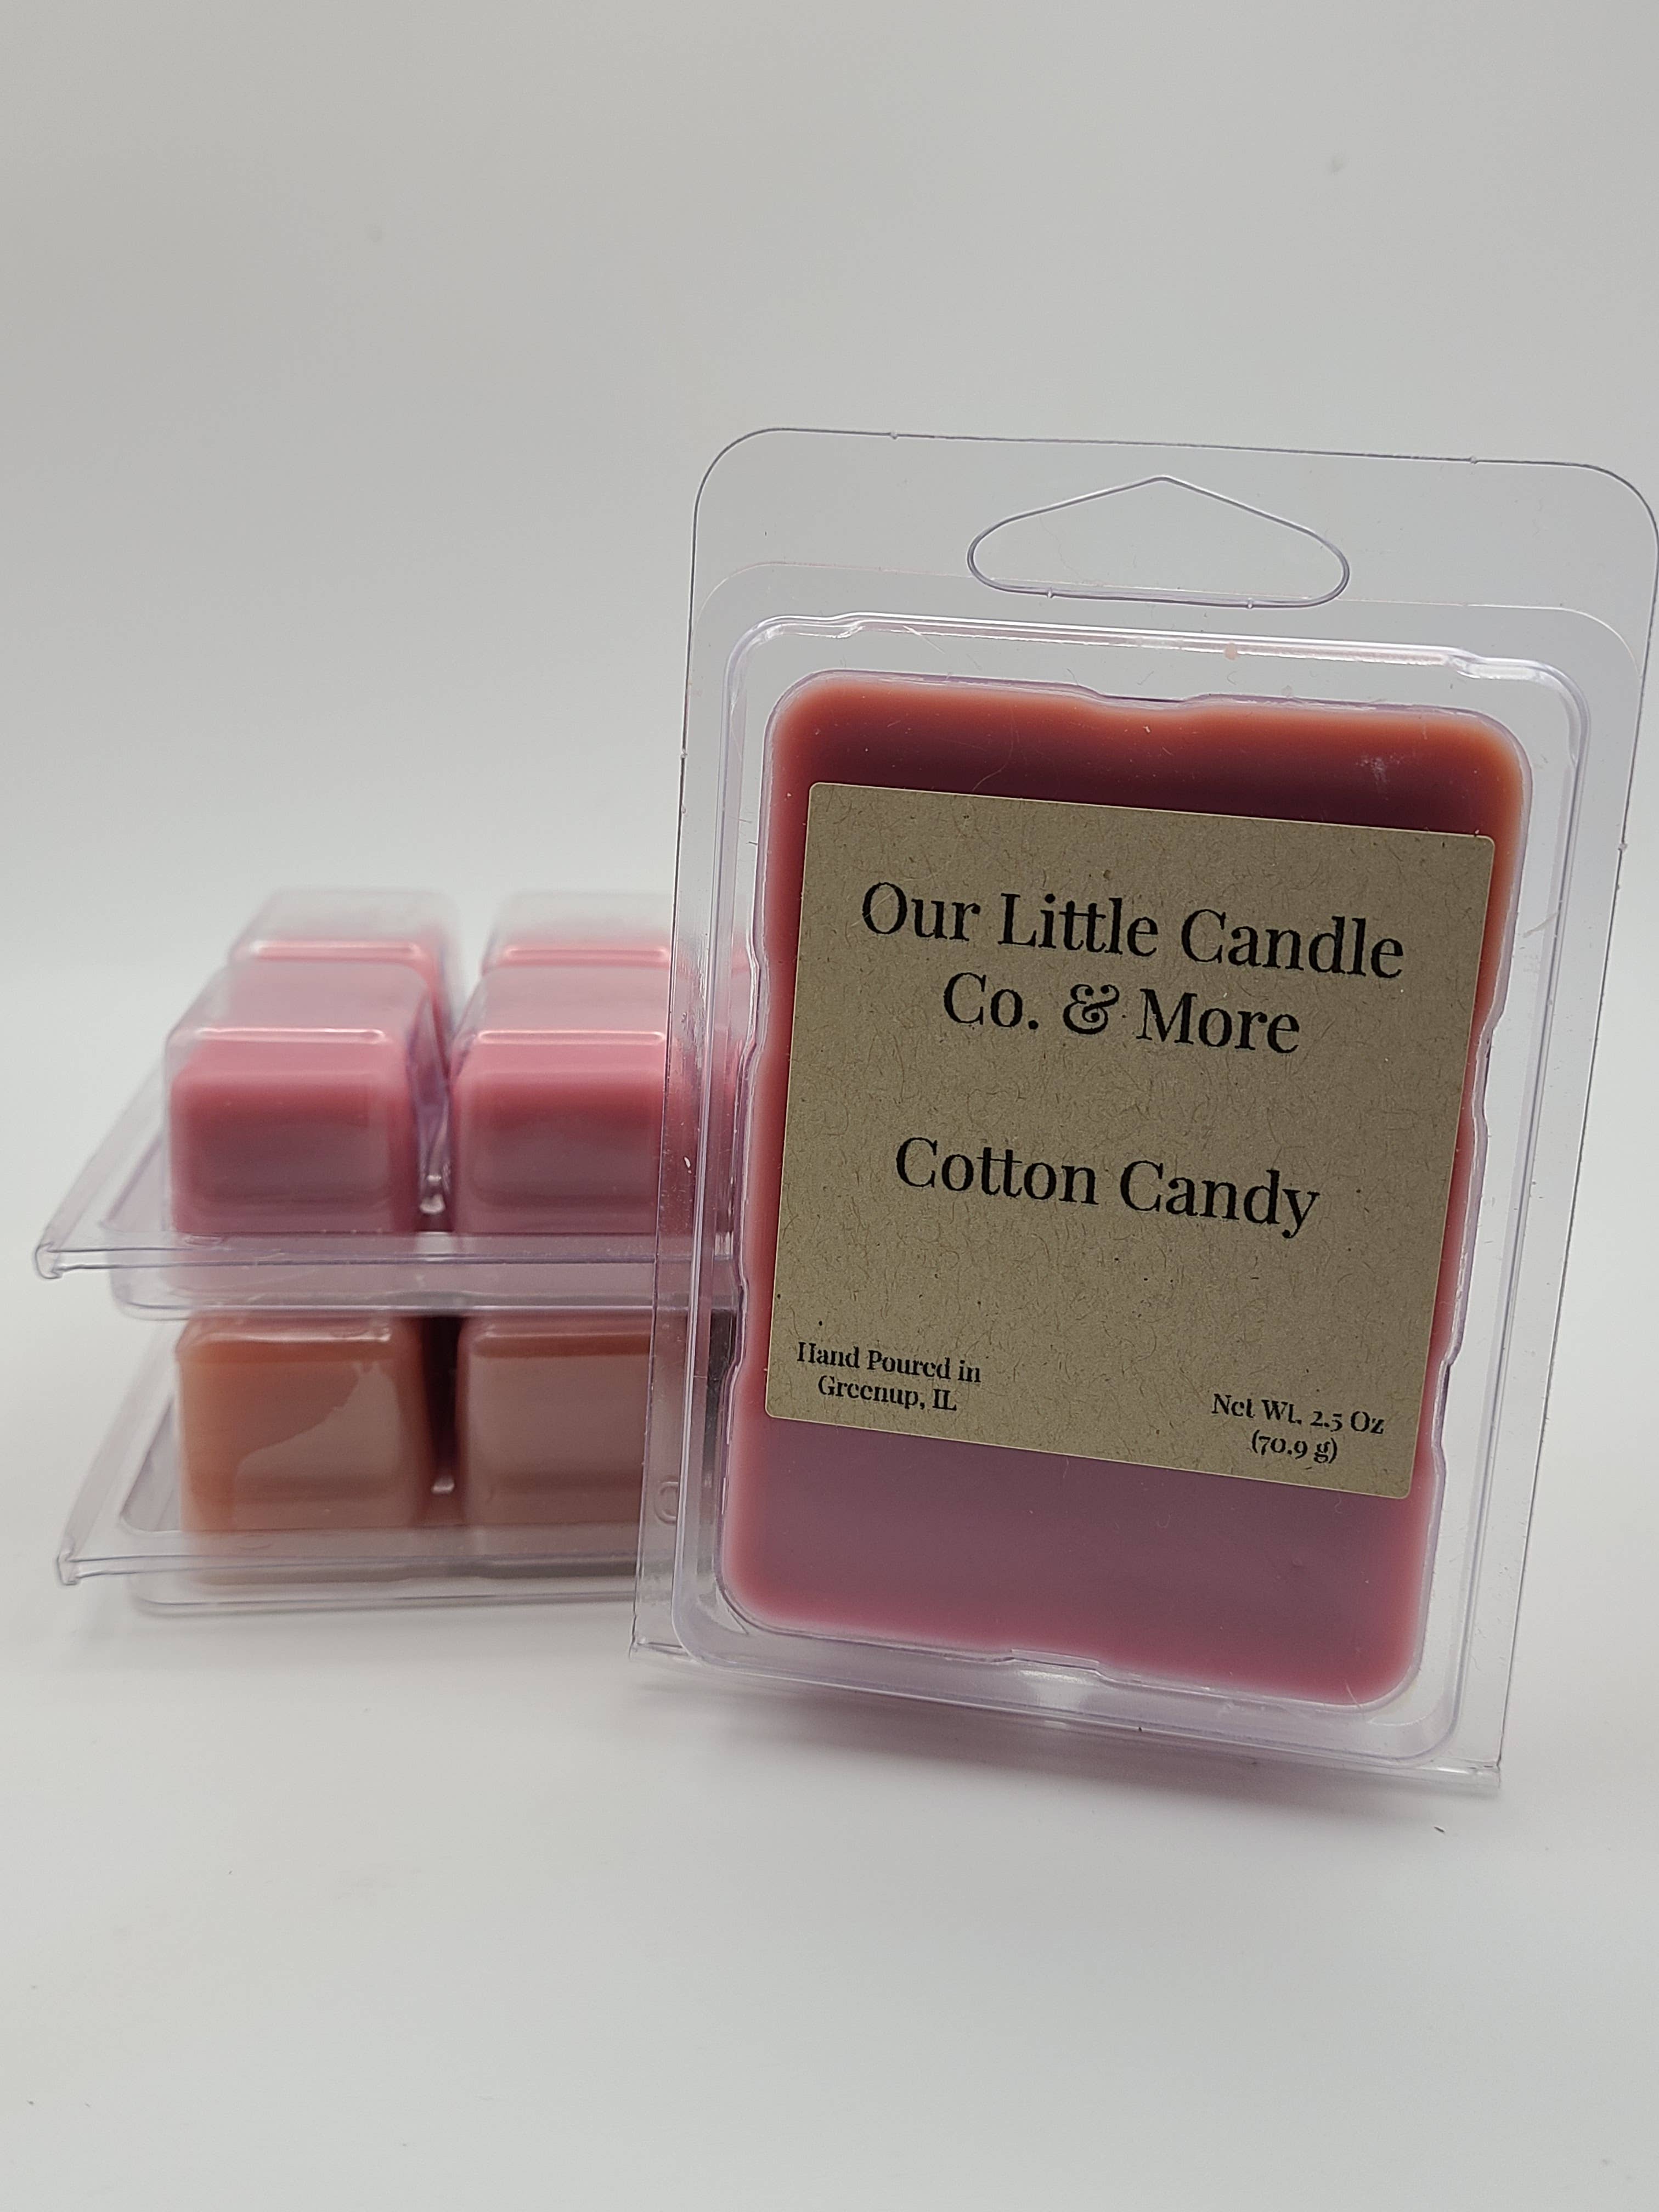 Our Little Candle
Co. & More
Cotton Candy
Hand Poured in
Greenup, IL
Net Wt. 2.5 Oz
(70.9 g)